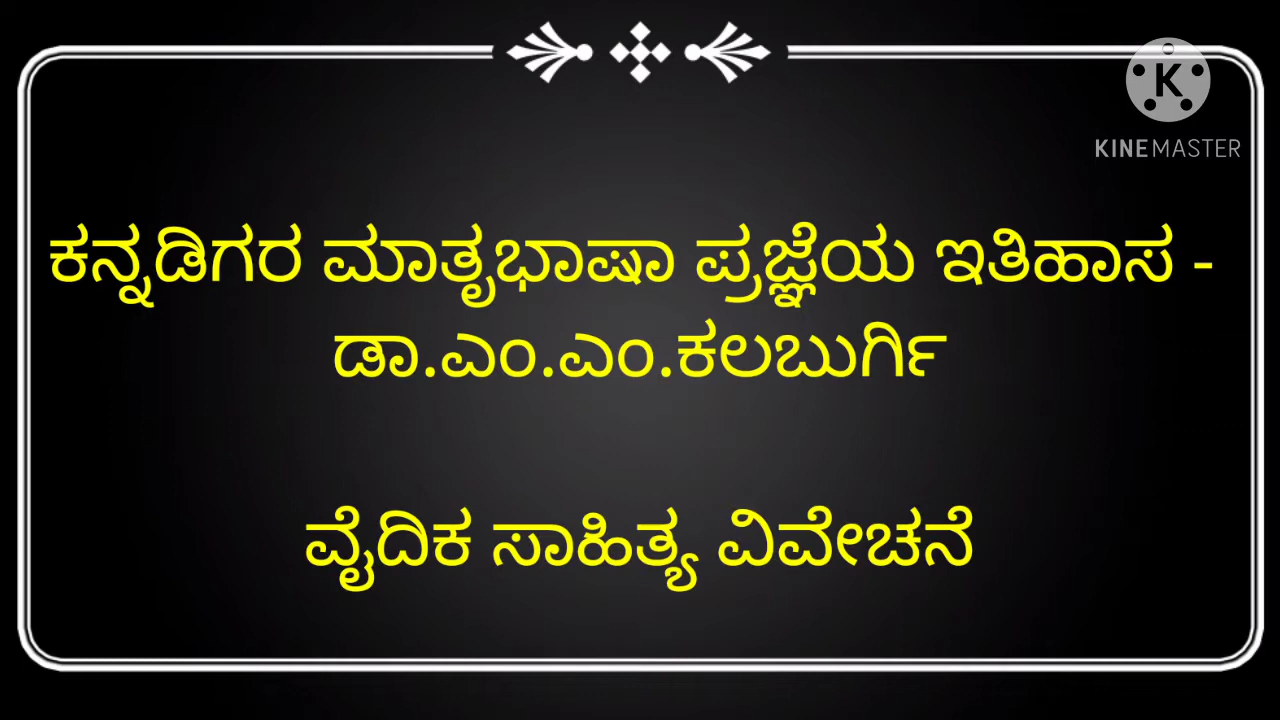 K
KINEMASTER
ಕನ್ನಡಿಗರ ಮಾತೃಭಾಷಾ ಪ್ರಜ್ಞೆಯ ಇತಿಹಾಸ -
ಡಾ.ಎಂ.ಎಂ.ಕಲಬುರ್ಗಿ
ವೈದಿಕ ಸಾಹಿತ್ಯ ವಿವೇಚನೆ